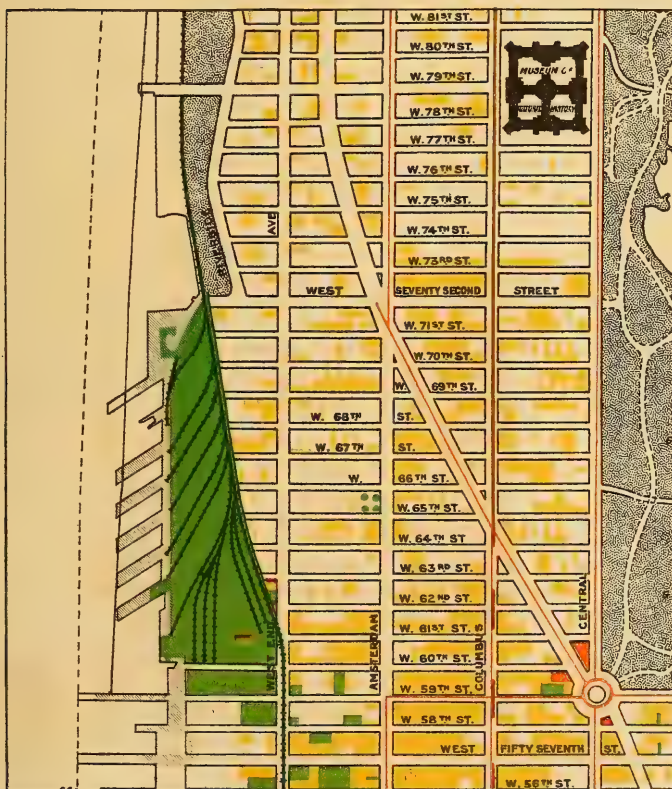 W. 81ST ST.
W. 80TH ST.
W. 79TH ST.
MUSEUM OF
W. 78TH ST.
W. 77TH ST.
W. 76TH ST.
W. 75TH ST.
RIVERSIDE
AVE
W. 74TH ST.
W. 73RD ST.
WEST SEVENTY SECOND STREET
W. 71ST ST.
W. 70TH ST.
W. 69TH ST.
W. 68TH ST.
W. 67TH ST.
W. 66TH ST.
W. 65TH ST.
W. 64TH ST
W. 63RD ST.
W. 62ND ST.
CENTRAL
W. 61ST ST.
WEST END
AMSTERDAM
COLUMBUS
W. 60TH ST.
W. 59TH ST.
W. 58TH ST.
WEST FIFTY SEVENTH ST.
W. 56TH ST.